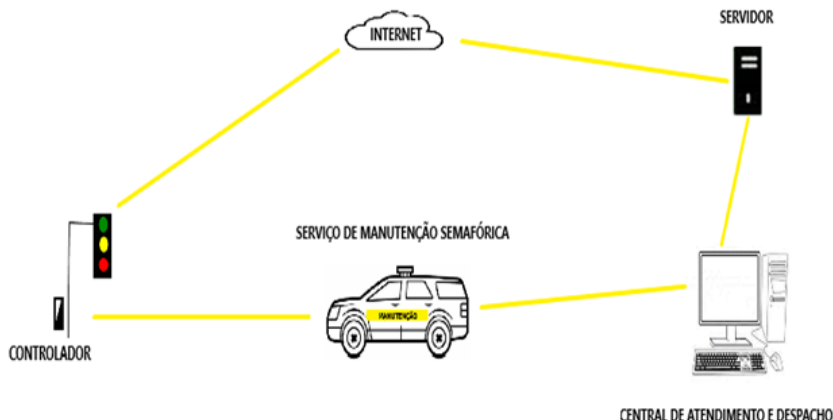 SERVIDOR
INTERNET
SERVIÇO DE MANUTENÇÃO SEMAFÓRICA
MANUTENÇÃO
CONTROLADOR
CENTRAL DE ATENDIMENTO E DESPACHO